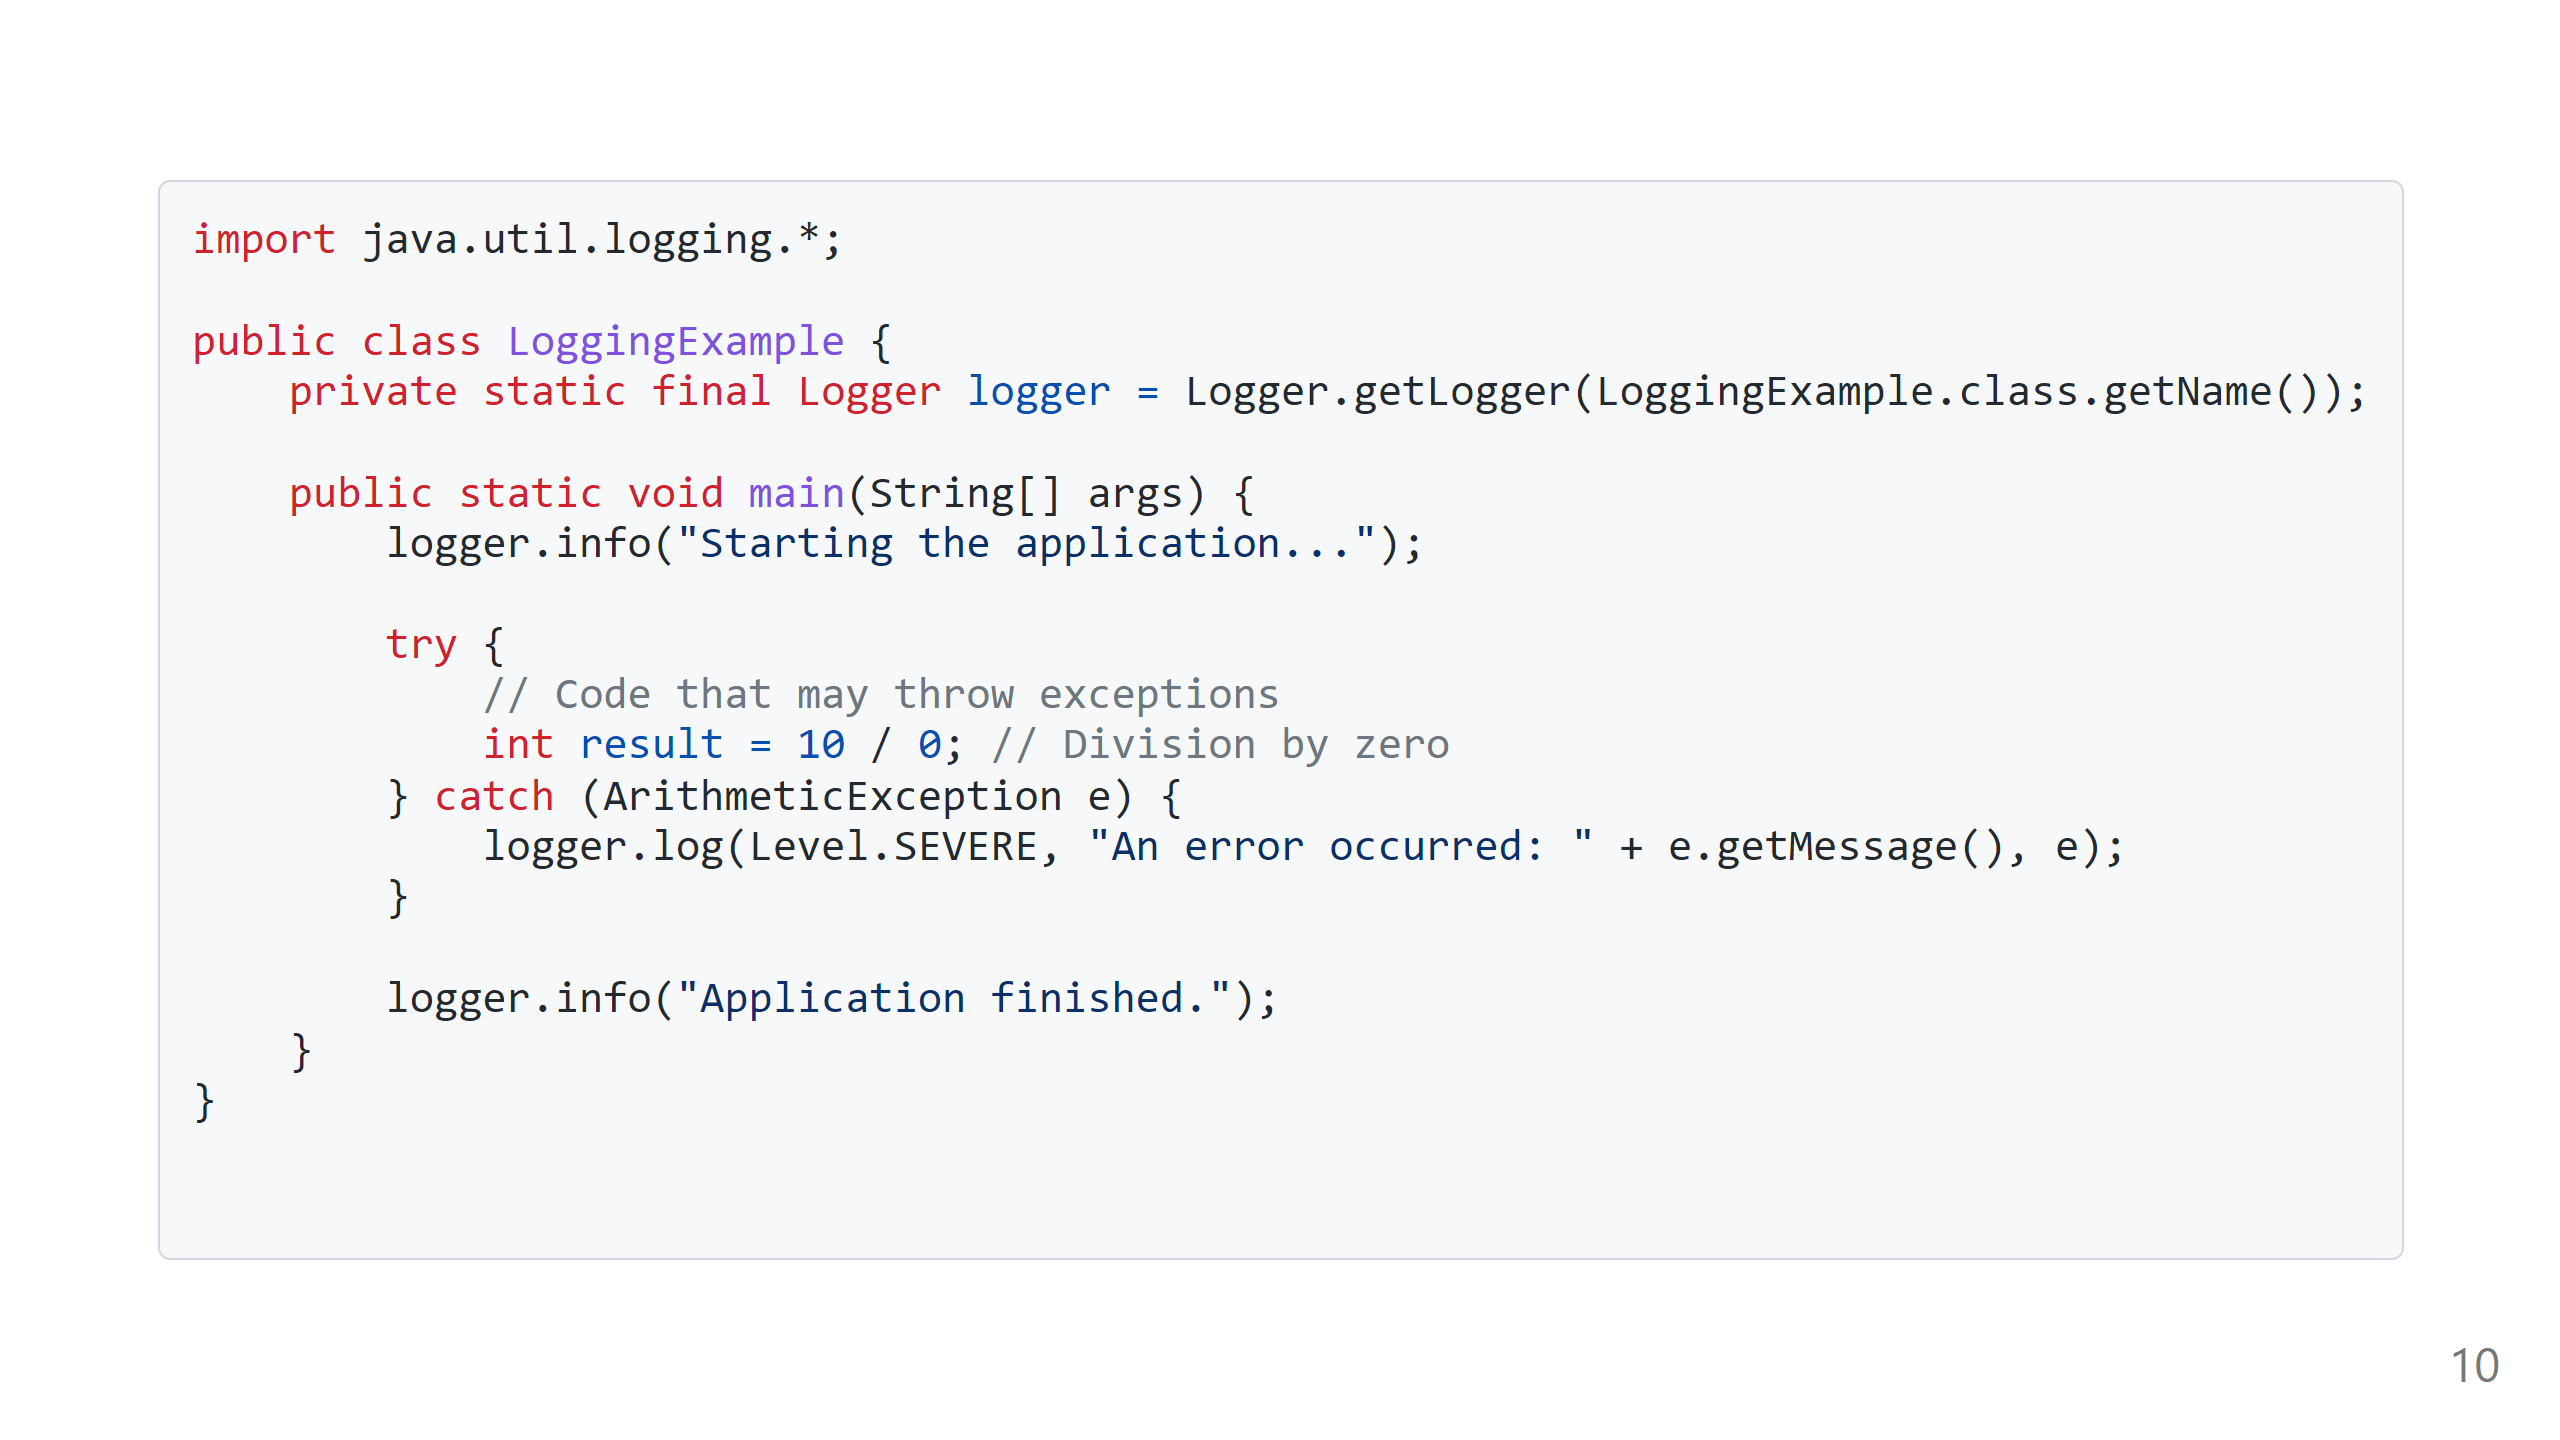 import java.util.logging.*;

public class LoggingExample {
    private static final Logger logger = Logger.getLogger(LoggingExample.class.getName());

    public static void main(String[] args) {
        logger.info("Starting the application...");

        try {
            // Code that may throw exceptions
            int result = 10 / 0; // Division by zero
        } catch (ArithmeticException e) {
            logger.log(Level.SEVERE, "An error occurred: " + e.getMessage(), e);
        }

        logger.info("Application finished.");
    }
}
10